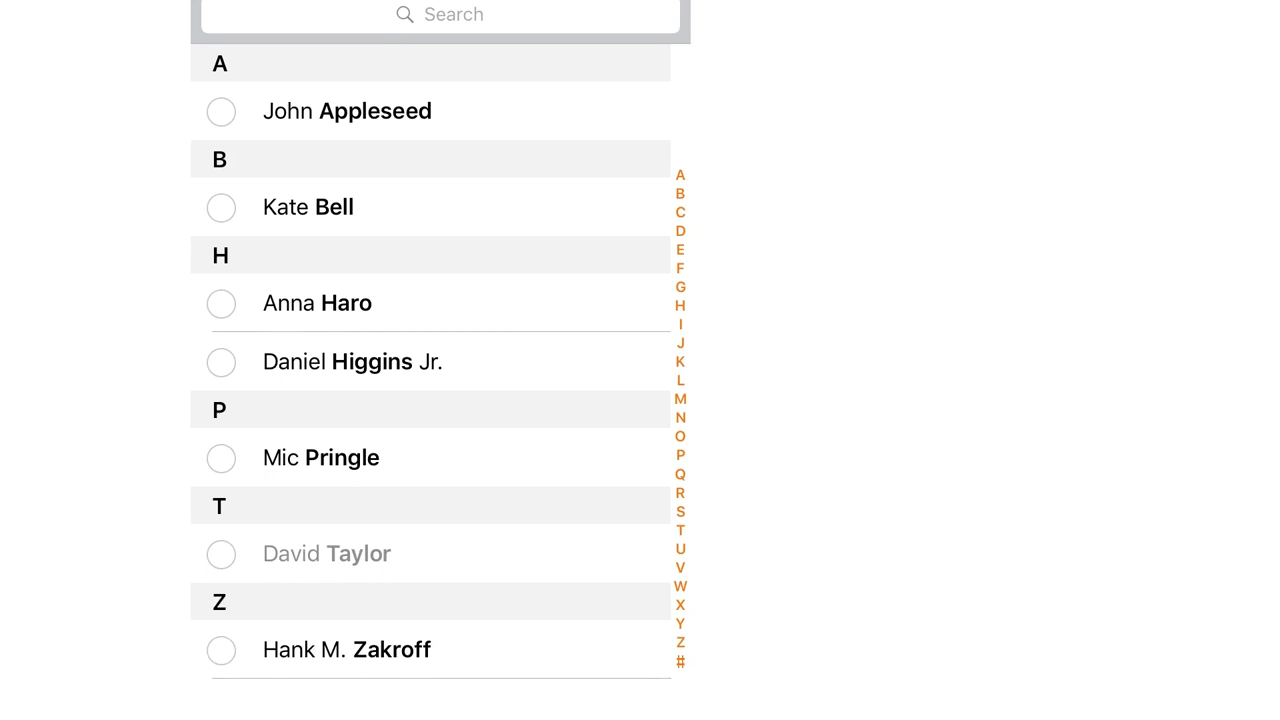 Search
A
John Appleseed
B
Kate Bell
H
Anna Haro
Daniel Higgins Jr.
P
Mic Pringle
T
David Taylor
Z
Hank M. Zakroff
A
B
C
D
E
F
G
H
I
J
K
L
M
N
O
P
Q
R
S
T
U
V
W
X
Y
Z
#